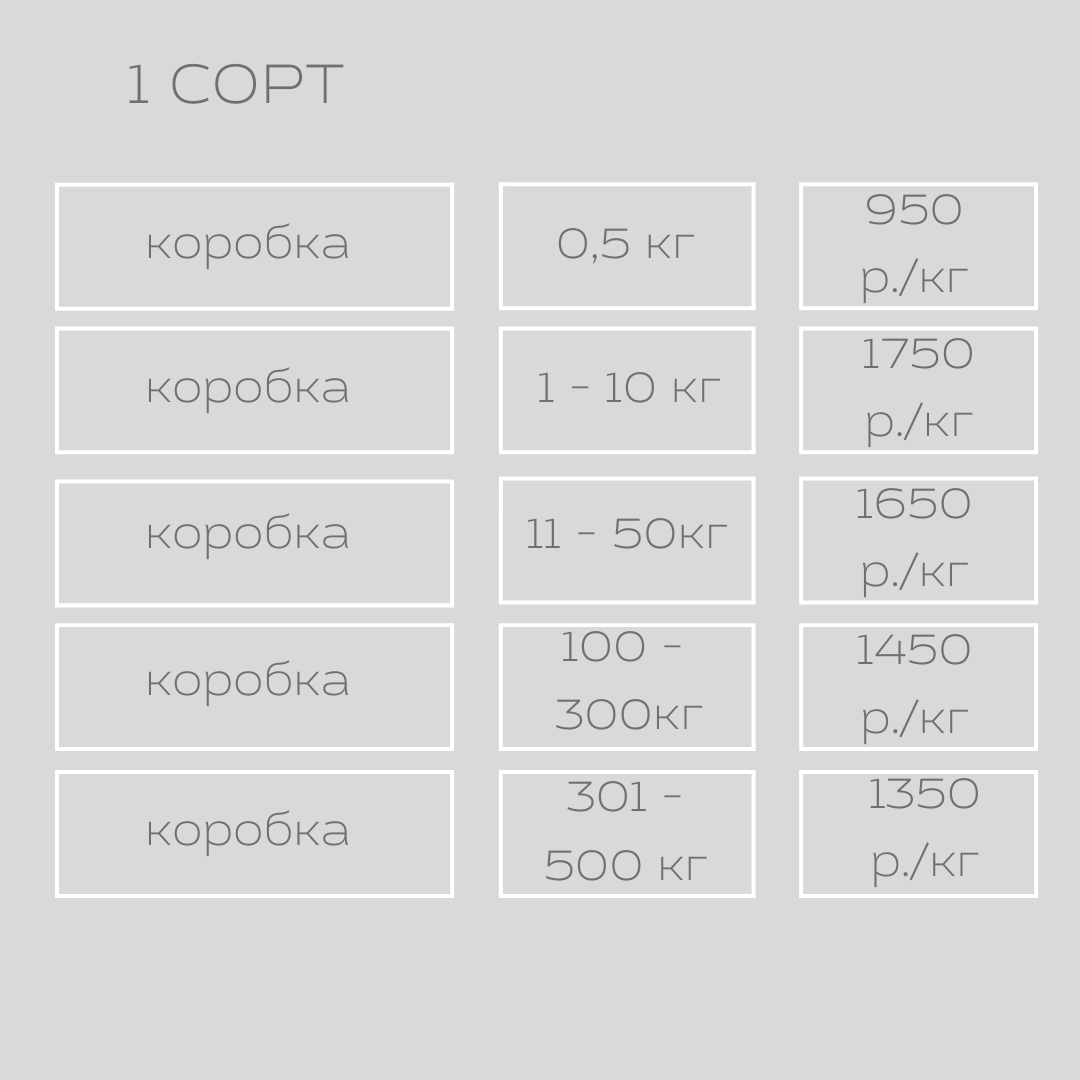 1 СОРТ
коробка
0,5 кг
950
р./кг
коробка
1 - 10 кг
1750
р./кг
коробка
11 - 50кг
1650
р./кг
коробка
100 -
300кг
1450
р./кг
коробка
301 -
500 кг
1350
р./кг